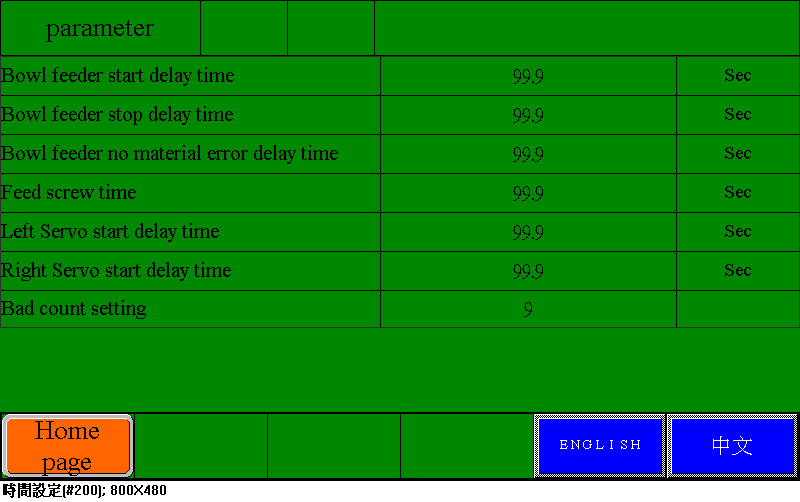 parameter
Bowl feeder start delay time 99.9 Sec
Bowl feeder stop delay time 99.9 Sec
Bowl feeder no material error delay time 99.9 Sec
Feed screw time 99.9 Sec
Left Servo start delay time 99.9 Sec
Right Servo start delay time 99.9 Sec
Bad count setting 9
Home
page
ENGLISH
中文
時間設定(#200); 800X480